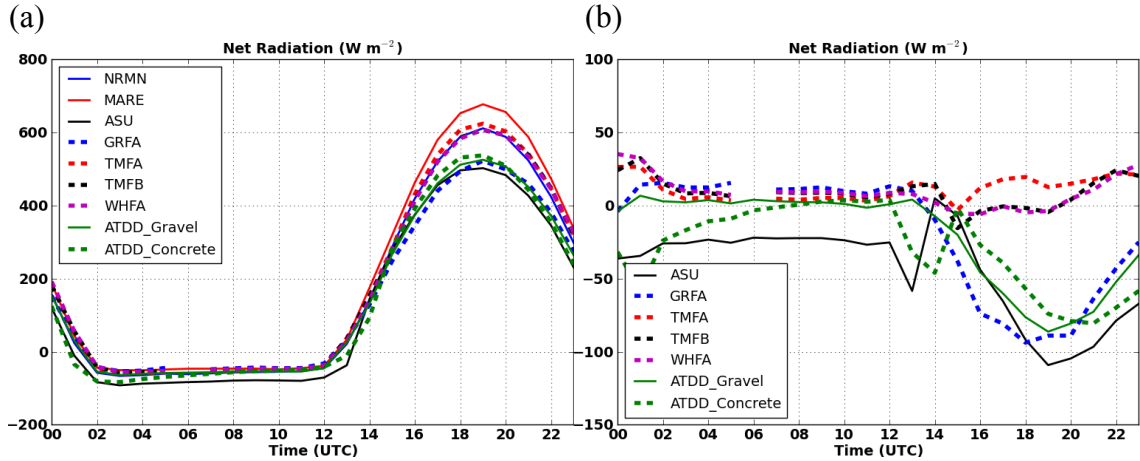 (a)
Net Radiation (W m⁻²)
800
600
400
200
0
−200
NRMN
MARE
ASU
GRFA
TMFA
TMFB
WHFA
ATDD_Gravel
ATDD_Concrete
00 02 04 06 08 10 12 14 16 18 20 22
Time (UTC)
(b)
Net Radiation (W m⁻²)
100
50
0
−50
−100
−150
ASU
GRFA
TMFA
TMFB
WHFA
ATDD_Gravel
ATDD_Concrete
00 02 04 06 08 10 12 14 16 18 20 22
Time (UTC)